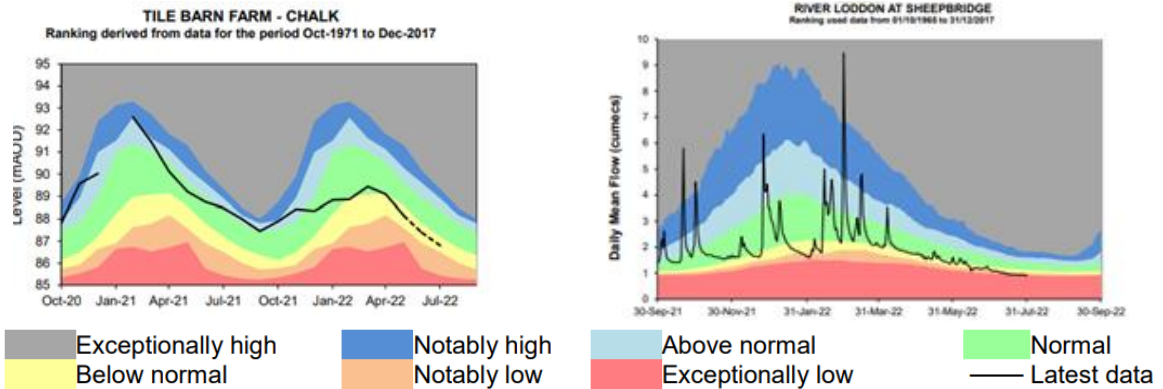 TILE BARN FARM - CHALK
Ranking derived from data for the period Oct-1971 to Dec-2017
Level (mAOD)
95
94
93
92
91
90
89
88
87
86
85
Oct-20 Jan-21 Apr-21 Jul-21 Oct-21 Jan-22 Apr-22 Jul-22
RIVER LODDON AT SHEEPBRIDGE
Ranking used data from 01/10/1965 to 31/12/2017
Daily Mean Flow (cumecs)
10
9
8
7
6
5
4
3
2
1
0
30-Sep-21 30-Nov-21 31-Jan-22 31-Mar-22 31-May-22 31-Jul-22 30-Sep-22
Exceptionally high Notably high Above normal Normal
Below normal Notably low Exceptionally low Latest data